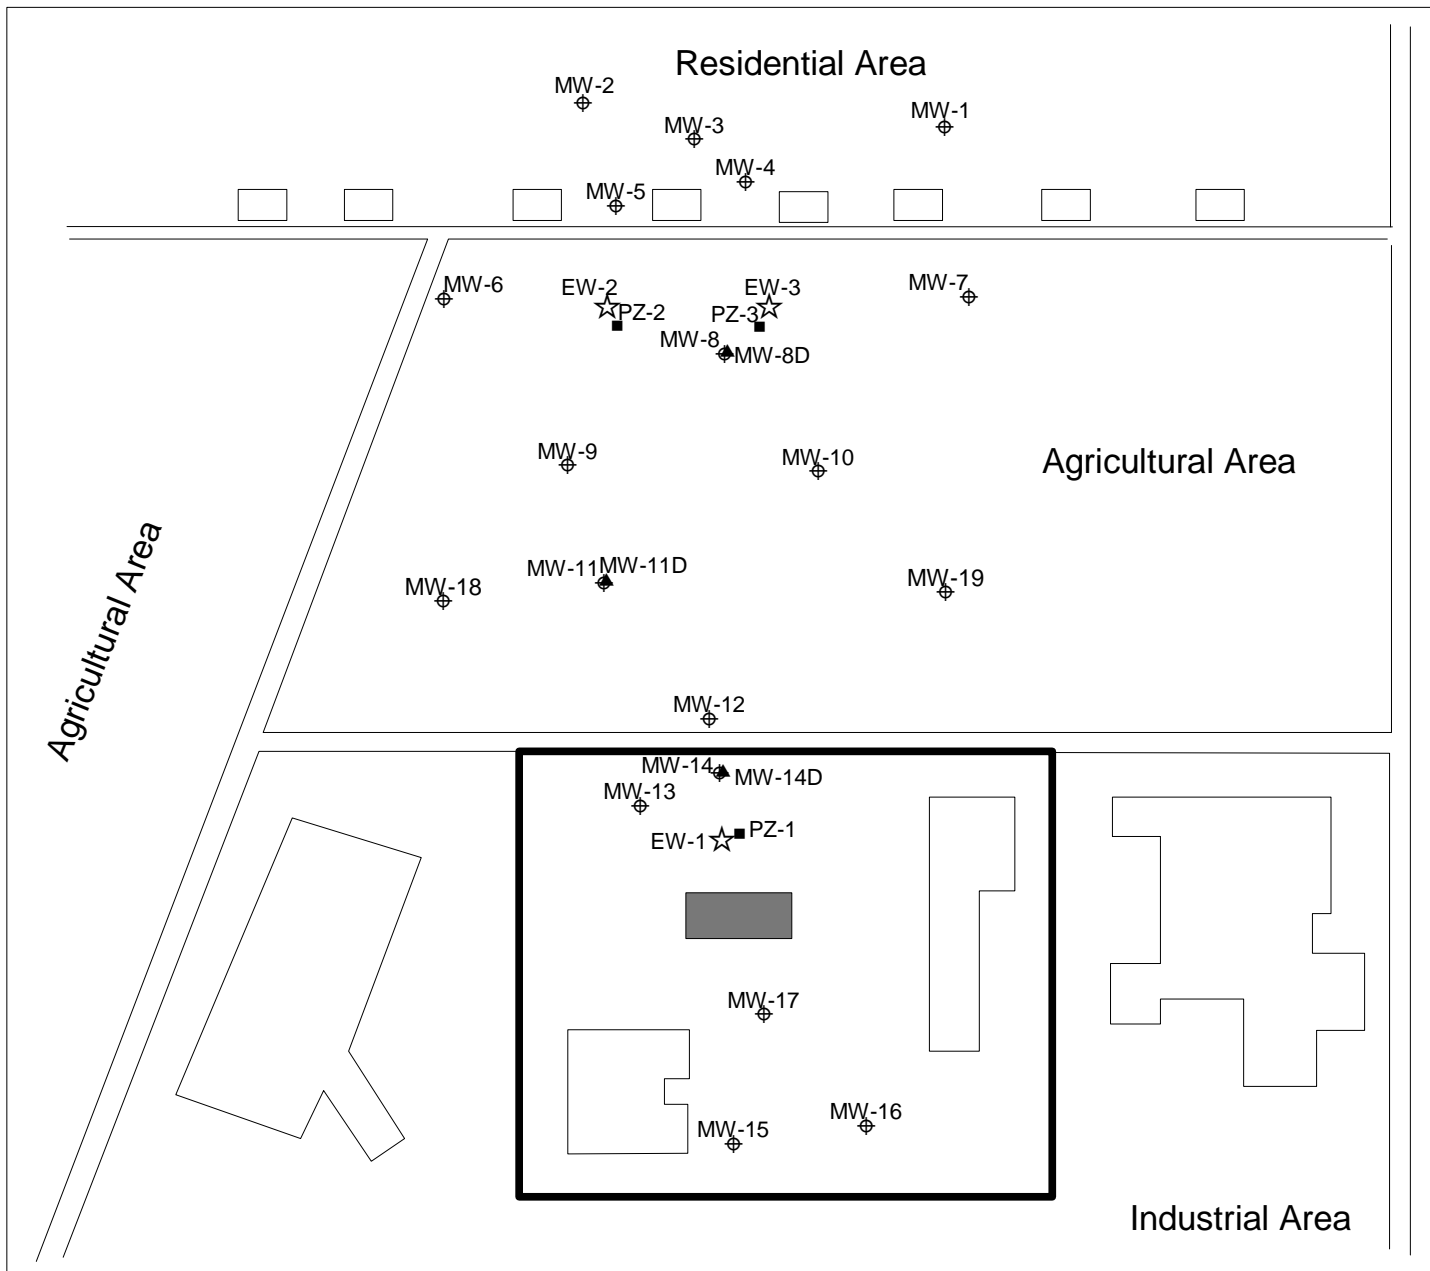 Residential Area
MW-2
MW-1
MW-3
MW-4
MW-5
MW-6
EW-2
EW-3
MW-7
PZ-2
PZ-3
MW-8
MW-8D
MW-9
MW-10
Agricultural Area
MW-11
MW-11D
MW-18
MW-19
Agricultural Area
MW-12
MW-14
MW-14D
MW-13
EW-1
PZ-1
MW-17
MW-16
MW-15
Industrial Area